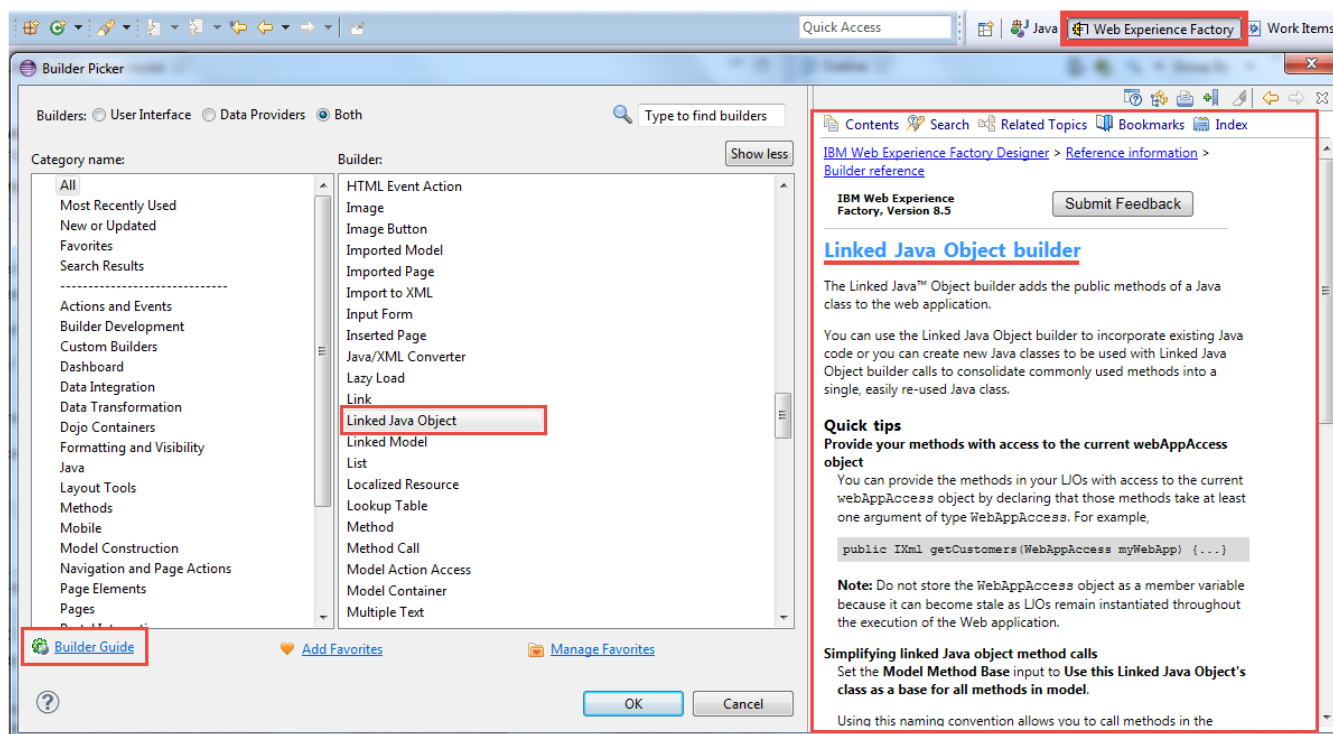 Quick Access
Java
Web Experience Factory
Work Items
Builder Picker
Builders: User Interface Data Providers Both
Type to find builders
Category name:
Builder:
Show less
All
Most Recently Used
New or Updated
Favorites
Search Results
------------------------------
Actions and Events
Builder Development
Custom Builders
Dashboard
Data Integration
Data Transformation
Dojo Containers
Formatting and Visibility
Java
Layout Tools
Methods
Mobile
Model Construction
Navigation and Page Actions
Page Elements
Pages
HTML Event Action
Image
Image Button
Imported Model
Imported Page
Import to XML
Input Form
Inserted Page
Java/XML Converter
Lazy Load
Link
Linked Java Object
Linked Model
List
Localized Resource
Lookup Table
Method
Method Call
Model Action Access
Model Container
Multiple Text
Builder Guide
Add Favorites
Manage Favorites
OK
Cancel
Contents Search Related Topics Bookmarks Index
IBM Web Experience Factory Designer > Reference information >
Builder reference
IBM Web Experience
Factory, Version 8.5
Submit Feedback
Linked Java Object builder
The Linked Java™ Object builder adds the public methods of a Java
class to the web application.
You can use the Linked Java Object builder to incorporate existing Java
code or you can create new Java classes to be used with Linked Java
Object builder calls to consolidate commonly used methods into a
single, easily re-used Java class.
Quick tips
Provide your methods with access to the current webAppAccess
object
You can provide the methods in your LJOs with access to the current
webAppAccess object by declaring that those methods take at least
one argument of type WebAppAccess. For example,
public IXml getCustomers(WebAppAccess myWebApp) {...}
Note: Do not store the WebAppAccess object as a member variable
because it can become stale as LJOs remain instantiated throughout
the execution of the Web application.
Simplifying linked Java object method calls
Set the Model Method Base input to Use this Linked Java Object's
class as a base for all methods in model.
Using this naming convention allows you to call methods in the